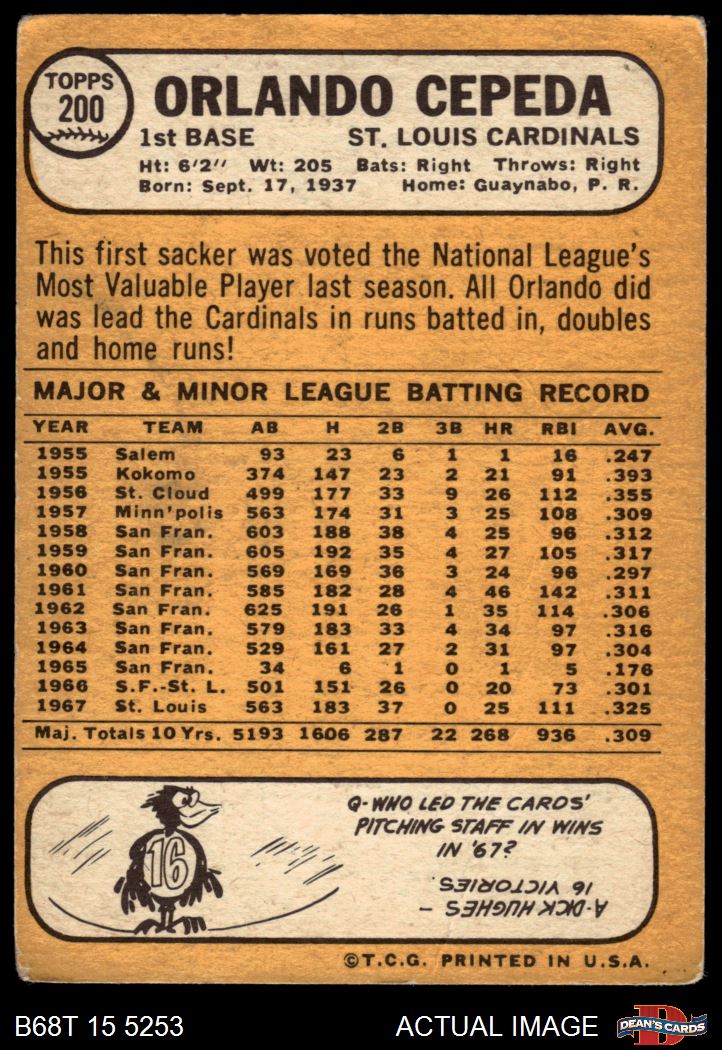 TOPPS
200
ORLANDO CEPEDA
1st BASE ST. LOUIS CARDINALS
Ht: 6'2" Wt: 205 Bats: Right Throws: Right
Born: Sept. 17, 1937 Home: Guaynabo, P. R.
This first sacker was voted the National League's
Most Valuable Player last season. All Orlando did
was lead the Cardinals in runs batted in, doubles
and home runs!
MAJOR & MINOR LEAGUE BATTING RECORD
YEAR TEAM AB H 2B 3B HR RBI AVG.
1955 Salem 93 23 6 1 1 16 .247
1955 Kokomo 374 147 23 2 21 91 .393
1956 St. Cloud 499 177 33 9 26 112 .355
1957 Minn'polis 563 174 31 3 25 108 .309
1958 San Fran. 603 188 38 4 25 96 .312
1959 San Fran. 605 192 35 4 27 105 .317
1960 San Fran. 569 169 36 3 24 96 .297
1961 San Fran. 585 182 28 4 46 142 .311
1962 San Fran. 625 191 26 1 35 114 .306
1963 San Fran. 579 183 33 4 34 97 .316
1964 San Fran. 529 161 27 2 31 97 .304
1965 San Fran. 34 6 1 0 1 5 .176
1966 S.F.-St. L. 501 151 26 0 20 73 .301
1967 St. Louis 563 183 37 0 25 111 .325
Maj. Totals 10 Yrs. 5193 1606 287 22 268 936 .309
16
Q-WHO LED THE CARDS'
PITCHING STAFF IN WINS
IN '67?
A-DICK HUGHES –
16 VICTORIES.
©T.C.G. PRINTED IN U.S.A.
B68T 15 5253 ACTUAL IMAGE
D
DEAN'S CARDS